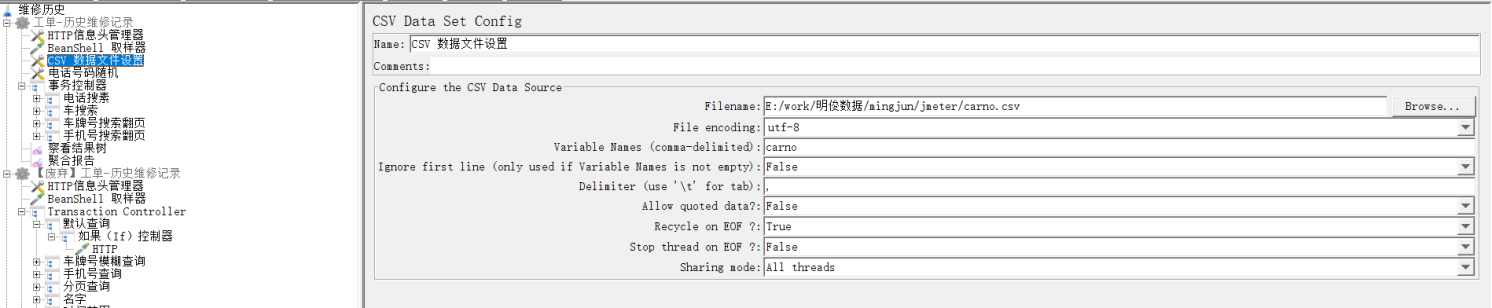 维修历史
工单-历史维修记录
HTTP信息头管理器
BeanShell 取样器
CSV 数据文件设置
电话号码随机
事务控制器
电话搜素
车搜索
车牌号搜索翻页
手机号搜索翻页
察看结果树
聚合报告
【废弃】工单-历史维修记录
HTTP信息头管理器
BeanShell 取样器
Transaction Controller
默认查询
如果（If）控制器
HTTP
车牌号模糊查询
手机号查询
分页查询
名字
CSV Data Set Config
Name: CSV 数据文件设置
Comments:
Configure the CSV Data Source
Filename: E:/work/明俊数据/mingjun/jmeter/carno.csv Browse...
File encoding: utf-8
Variable Names (comma-delimited): carno
Ignore first line (only used if Variable Names is not empty): False
Delimiter (use '\t' for tab): ,
Allow quoted data?: False
Recycle on EOF ?: True
Stop thread on EOF ?: False
Sharing mode: All threads